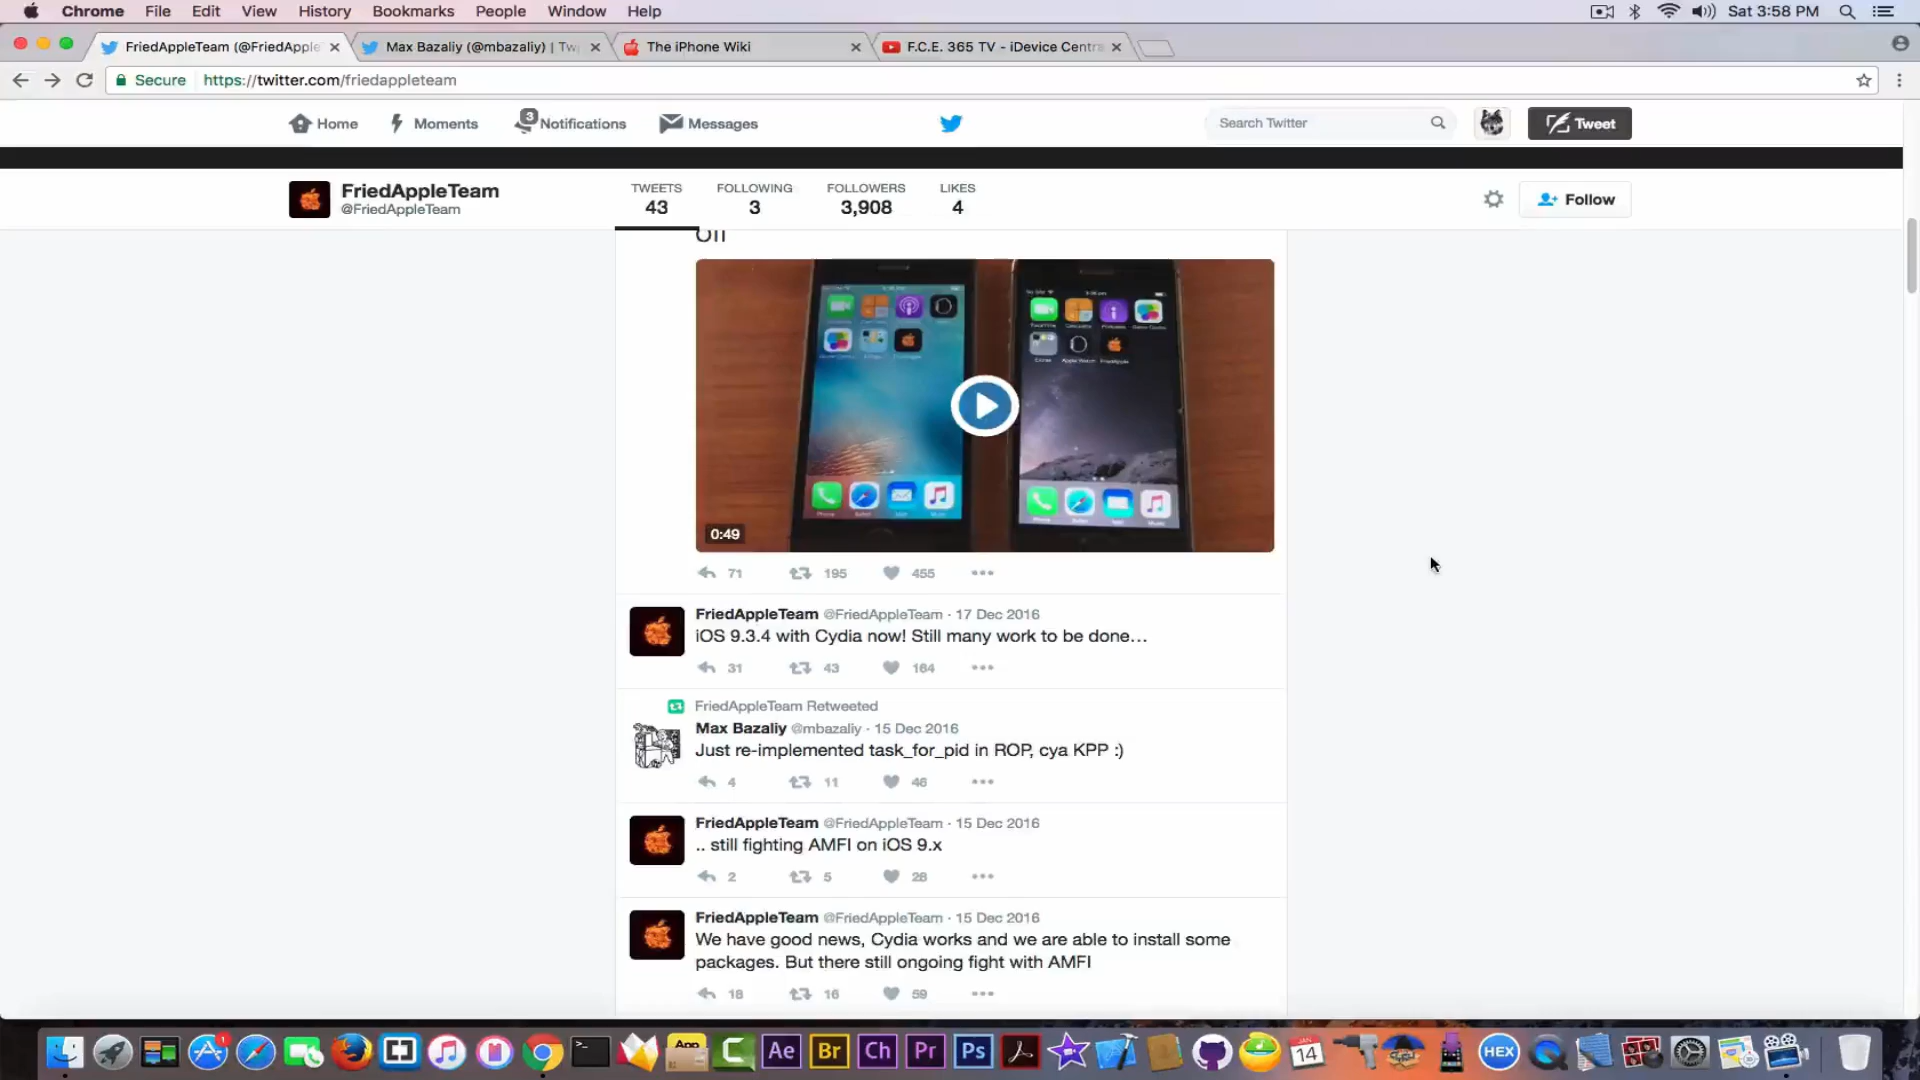 Chrome File Edit View History Bookmarks People Window Help Sat 3:58 PM
FriedAppleTeam (@FriedApple Max Bazaliy (@mbazaliy) | Tw The iPhone Wiki F.C.E. 365 TV - iDevice Centra
Secure https://twitter.com/friedappleteam
Home Moments 3 Notifications Messages Search Twitter Tweet
FriedAppleTeam
@FriedAppleTeam
TWEETS FOLLOWING FOLLOWERS LIKES
43 3 3,908 4
Follow
0:49
71 195 455
FriedAppleTeam @FriedAppleTeam · 17 Dec 2016
iOS 9.3.4 with Cydia now! Still many work to be done...
31 43 164
FriedAppleTeam Retweeted
Max Bazaliy @mbazaliy · 15 Dec 2016
Just re-implemented task_for_pid in ROP, cya KPP :)
4 11 46
FriedAppleTeam @FriedAppleTeam · 15 Dec 2016
.. still fighting AMFI on iOS 9.x
2 5 28
FriedAppleTeam @FriedAppleTeam · 15 Dec 2016
We have good news, Cydia works and we are able to install some
packages. But there still ongoing fight with AMFI
18 16 59
1 App Ae Br Ch Pr Ps JAN 14 HEX